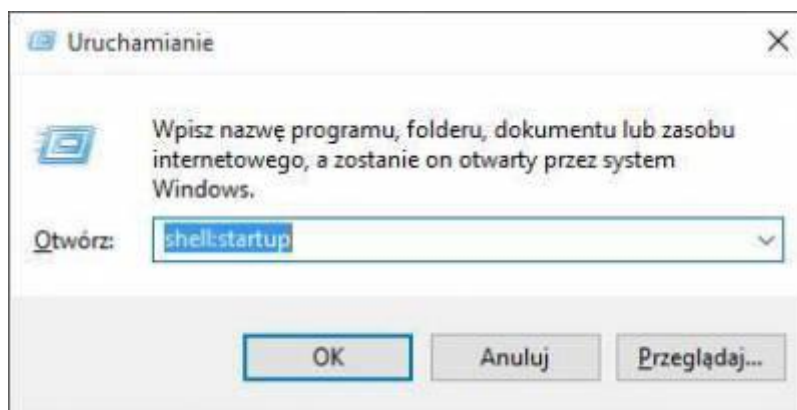 Uruchamianie
Wpisz nazwę programu, folderu, dokumentu lub zasobu
internetowego, a zostanie on otwarty przez system
Windows.
Otwórz: shell:startup
OK Anuluj Przeglądaj...